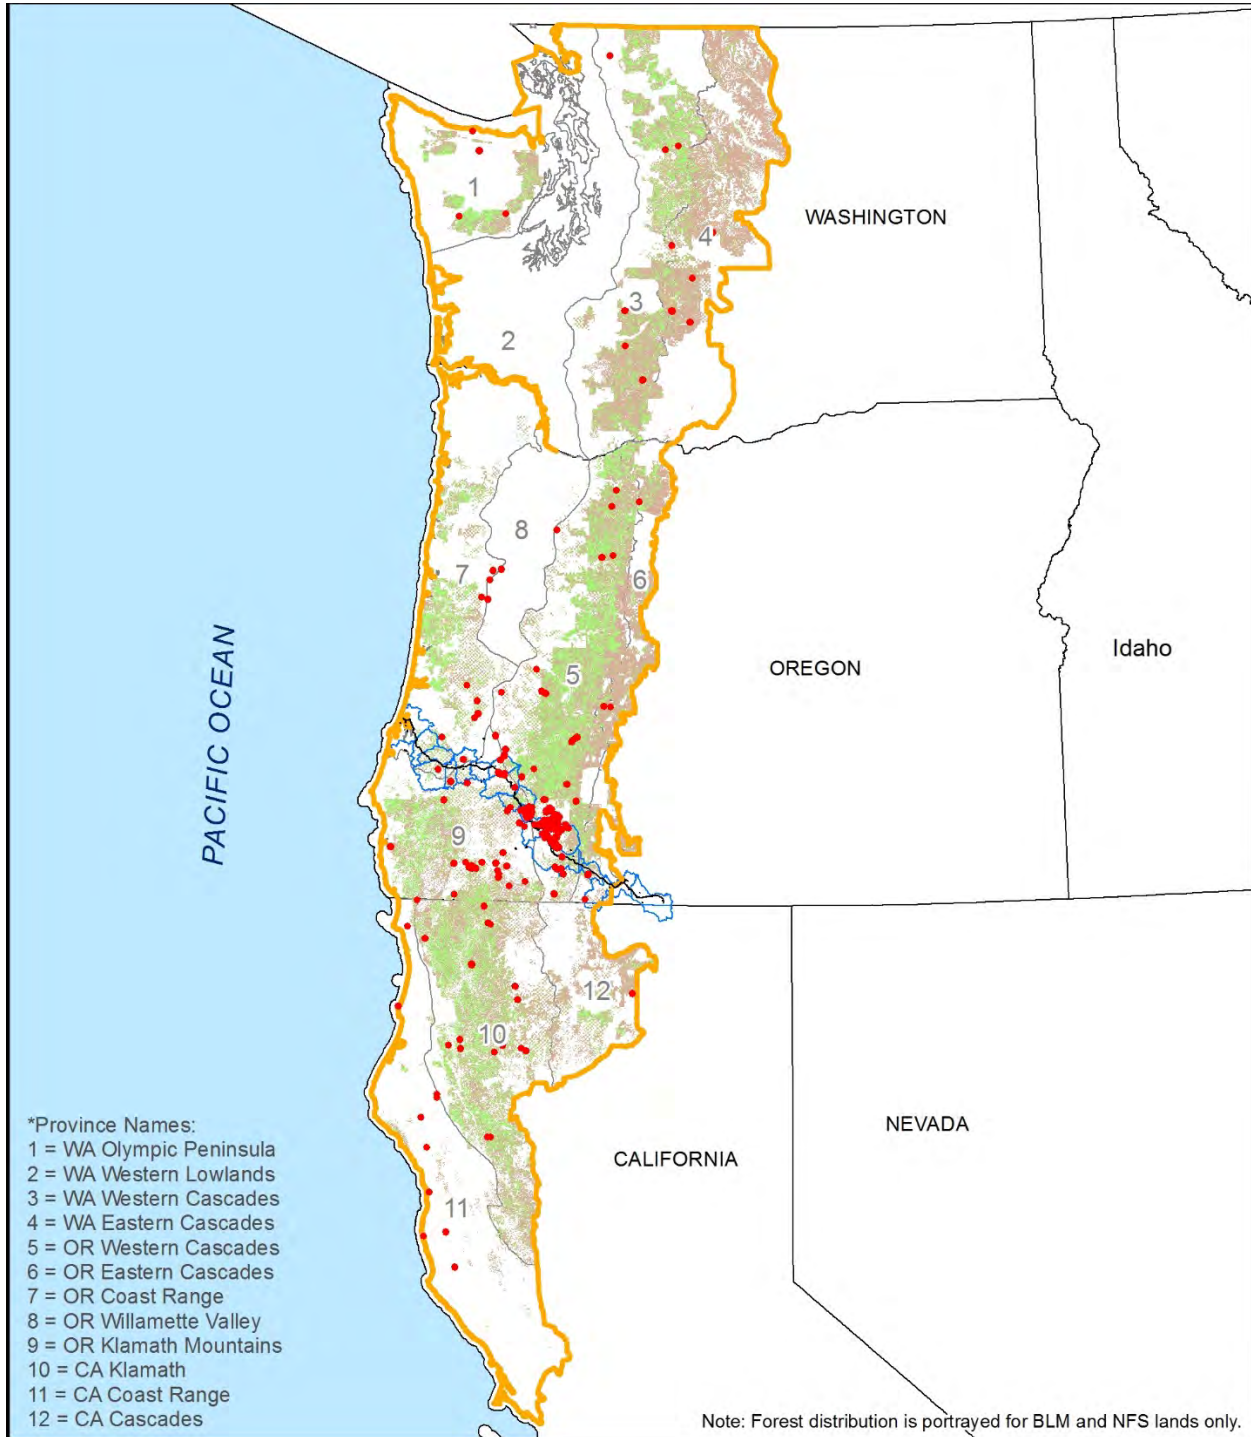 WASHINGTON
1
4
3
2
8
7
6
OREGON
Idaho
5
PACIFIC OCEAN
9
12
10
*Province Names:
1 = WA Olympic Peninsula
2 = WA Western Lowlands
3 = WA Western Cascades
4 = WA Eastern Cascades
5 = OR Western Cascades
6 = OR Eastern Cascades
7 = OR Coast Range
8 = OR Willamette Valley
9 = OR Klamath Mountains
10 = CA Klamath
11 = CA Coast Range
12 = CA Cascades
NEVADA
CALIFORNIA
11
Note: Forest distribution is portrayed for BLM and NFS lands only.